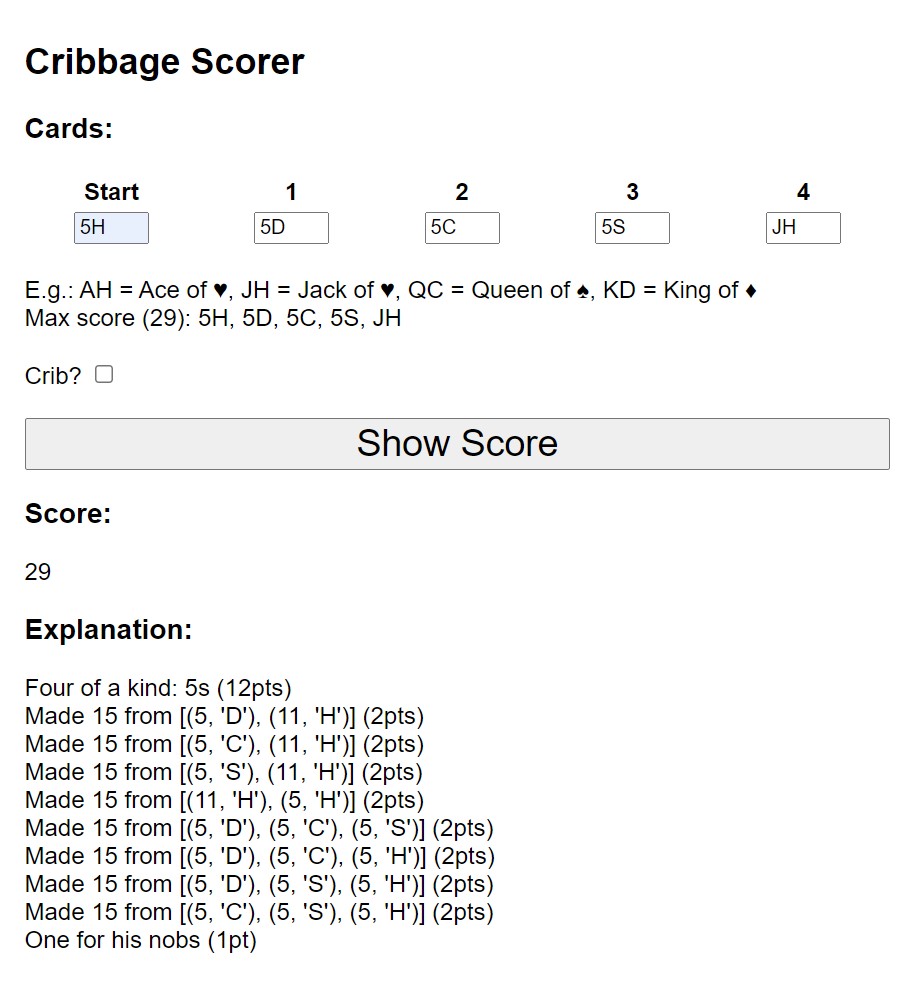 Cribbage Scorer
Cards:
Start 1 2 3 4
5H 5D 5C 5S JH
E.g.: AH = Ace of ♥, JH = Jack of ♥, QC = Queen of ♠, KD = King of ♦
Max score (29): 5H, 5D, 5C, 5S, JH
Crib?
Show Score
Score:
29
Explanation:
Four of a kind: 5s (12pts)
Made 15 from [(5, 'D'), (11, 'H')] (2pts)
Made 15 from [(5, 'C'), (11, 'H')] (2pts)
Made 15 from [(5, 'S'), (11, 'H')] (2pts)
Made 15 from [(11, 'H'), (5, 'H')] (2pts)
Made 15 from [(5, 'D'), (5, 'C'), (5, 'S')] (2pts)
Made 15 from [(5, 'D'), (5, 'C'), (5, 'H')] (2pts)
Made 15 from [(5, 'D'), (5, 'S'), (5, 'H')] (2pts)
Made 15 from [(5, 'C'), (5, 'S'), (5, 'H')] (2pts)
One for his nobs (1pt)